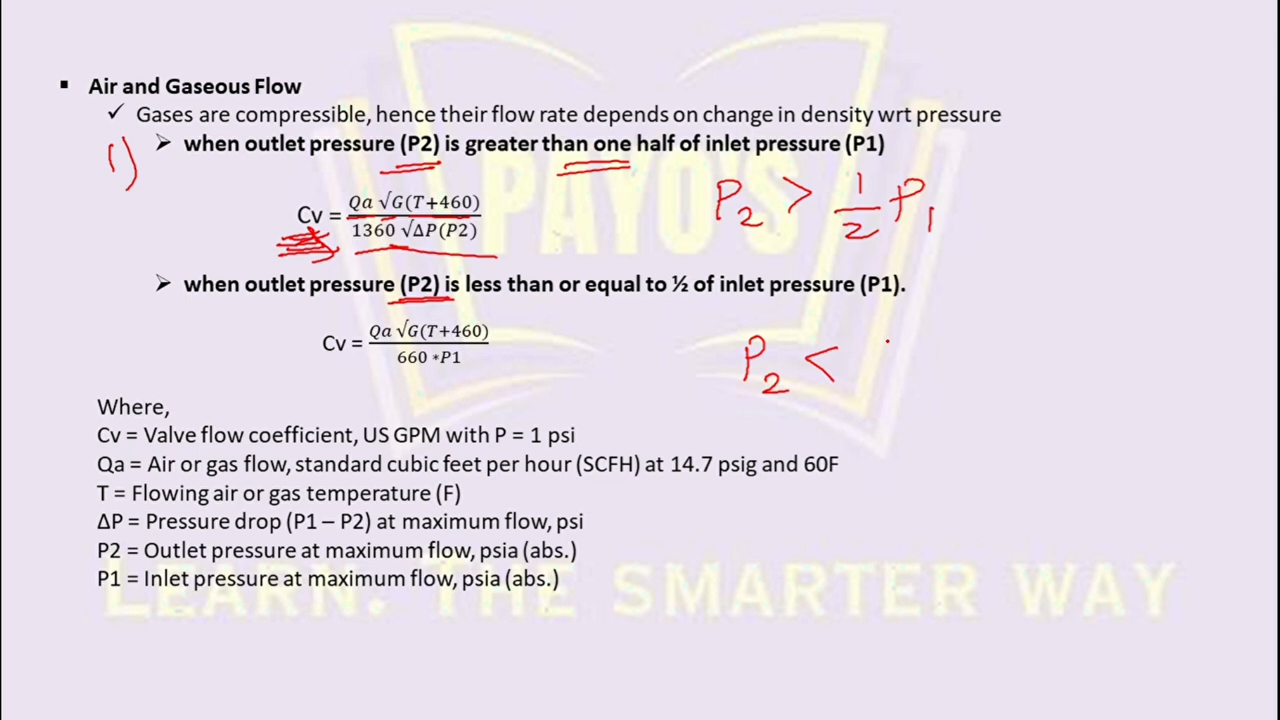 ▪ Air and Gaseous Flow
✓ Gases are compressible, hence their flow rate depends on change in density wrt pressure
1) ➢ when outlet pressure (P2) is greater than one half of inlet pressure (P1)
P2 > 1/2 P1
Cv = Qa √G(T+460) / 1360 √ΔP(P2)
➢ when outlet pressure (P2) is less than or equal to ½ of inlet pressure (P1).
Cv = Qa √G(T+460) / 660 *P1
P2 <
Where,
Cv = Valve flow coefficient, US GPM with P = 1 psi
Qa = Air or gas flow, standard cubic feet per hour (SCFH) at 14.7 psig and 60F
T = Flowing air or gas temperature (F)
ΔP = Pressure drop (P1 – P2) at maximum flow, psi
P2 = Outlet pressure at maximum flow, psia (abs.)
P1 = Inlet pressure at maximum flow, psia (abs.)
PAYO'S
LEARN. THE SMARTER WAY